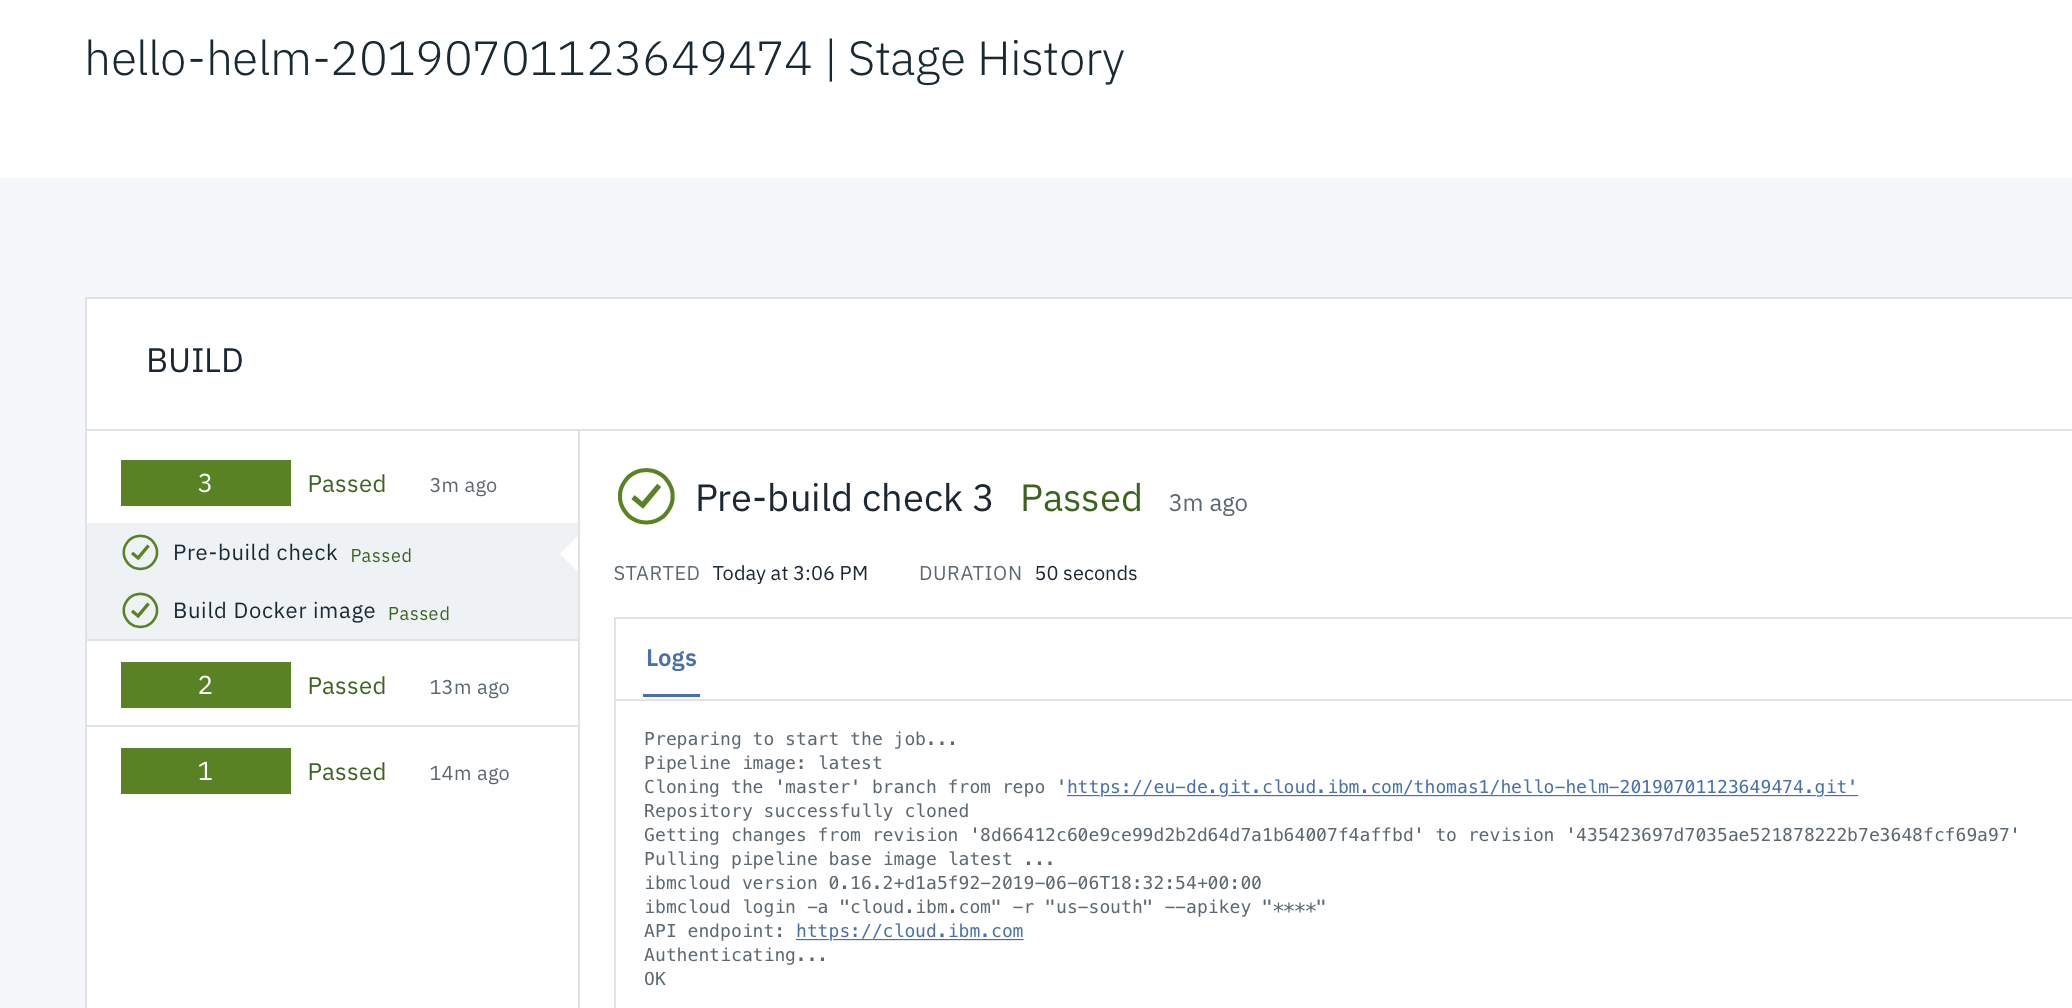 hello-helm-20190701123649474 | Stage History
BUILD
3 Passed 3m ago
Pre-build check Passed
Build Docker image Passed
2 Passed 13m ago
1 Passed 14m ago
Pre-build check 3 Passed 3m ago
STARTED Today at 3:06 PM DURATION 50 seconds
Logs
Preparing to start the job...
Pipeline image: latest
Cloning the 'master' branch from repo 'https://eu-de.git.cloud.ibm.com/thomas1/hello-helm-20190701123649474.git'
Repository successfully cloned
Getting changes from revision '8d66412c60e9ce99d2b2d64d7a1b64007f4affbd' to revision '435423697d7035ae521878222b7e3648fcf69a97'
Pulling pipeline base image latest ...
ibmcloud version 0.16.2+d1a5f92-2019-06-06T18:32:54+00:00
ibmcloud login -a "cloud.ibm.com" -r "us-south" --apikey "****"
API endpoint: https://cloud.ibm.com
Authenticating...
OK